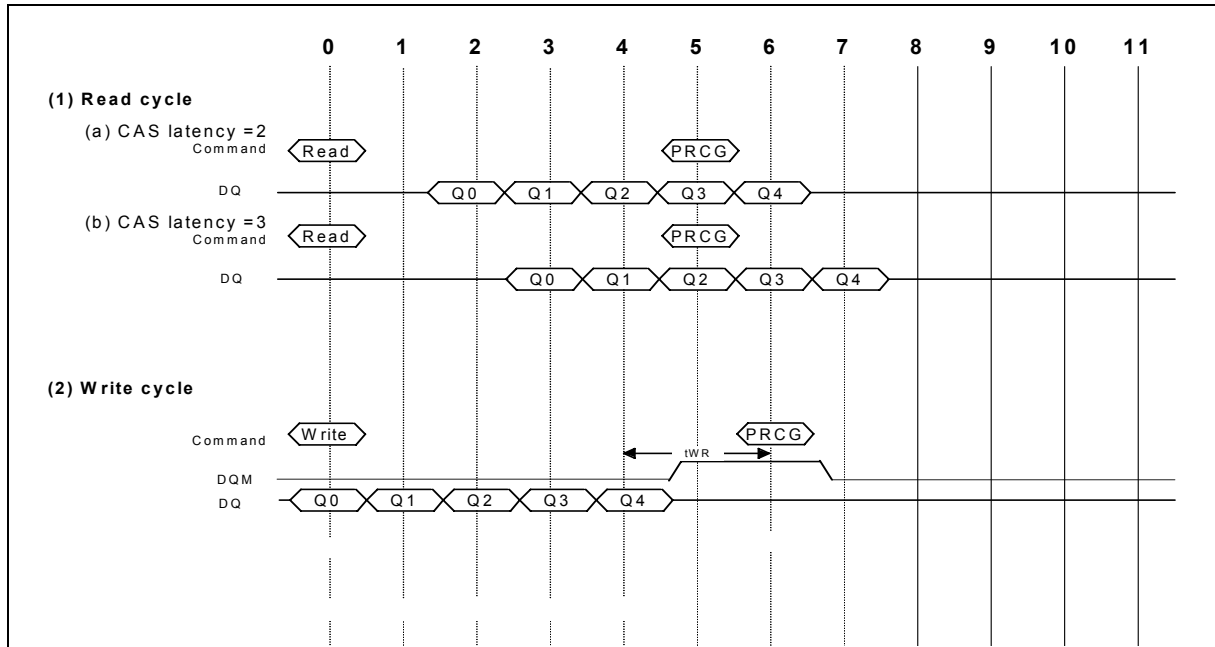 0 1 2 3 4 5 6 7 8 9 10 11
(1) Read cycle
(a) CAS latency =2
Command Read PRCG
DQ Q0 Q1 Q2 Q3 Q4
(b) CAS latency =3
Command Read PRCG
DQ Q0 Q1 Q2 Q3 Q4
(2) Write cycle
Command Write PRCG
tWR
DQM
DQ Q0 Q1 Q2 Q3 Q4